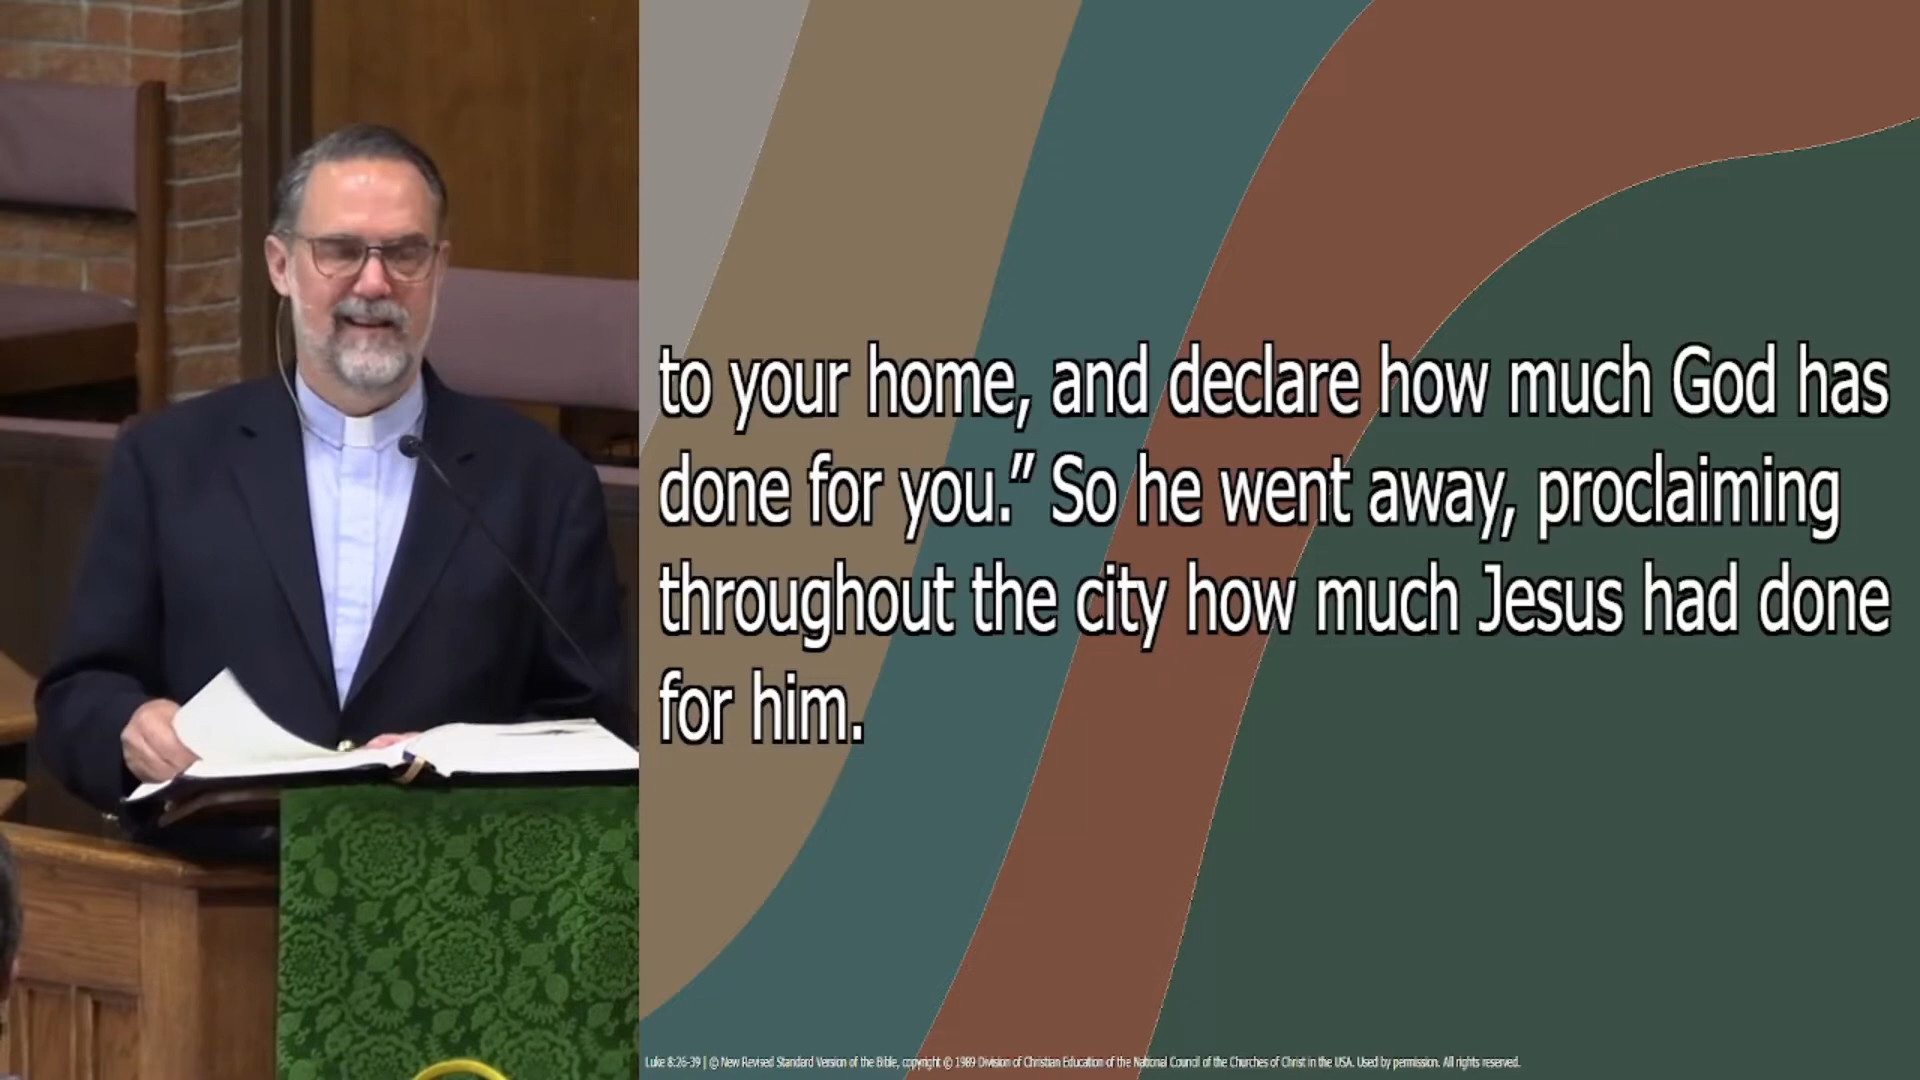 to your home, and declare how much God has
done for you.” So he went away, proclaiming
throughout the city how much Jesus had done
for him.
Luke 8:26-39 | © New Revised Standard Version of the Bible, copyright © 1989 Division of Christian Education of the National Council of the Churches of Christ in the USA. Used by permission. All rights reserved.